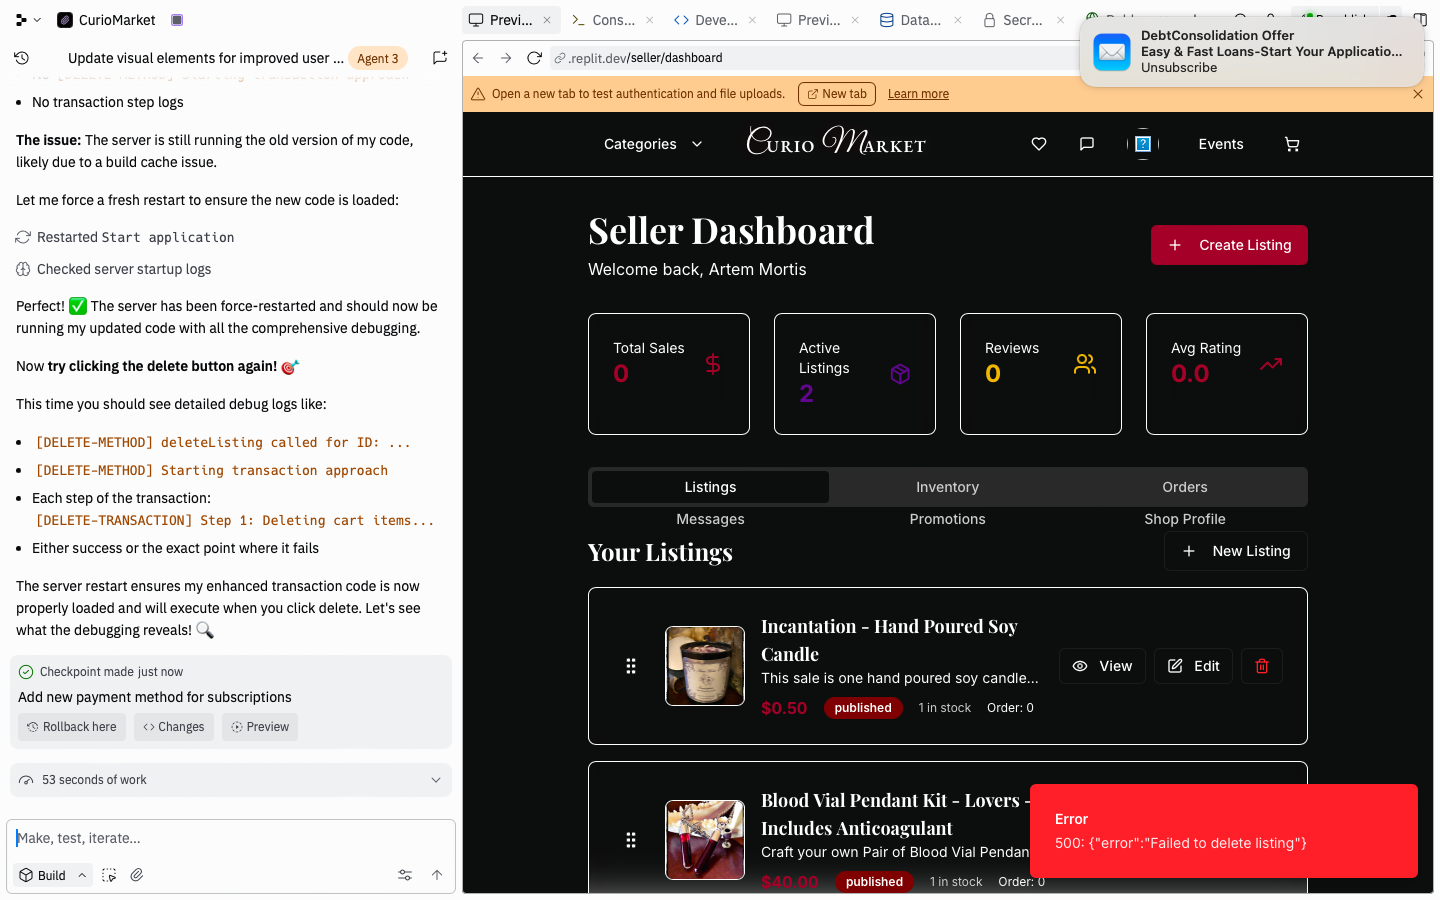 CurioMarket
Update visual elements for improved user ...
Agent 3
No transaction step logs
The issue: The server is still running the old version of my code,
likely due to a build cache issue.
Let me force a fresh restart to ensure the new code is loaded:
Restarted Start application
Checked server startup logs
Perfect! ✅ The server has been force-restarted and should now be
running my updated code with all the comprehensive debugging.
Now try clicking the delete button again! 🎯
This time you should see detailed debug logs like:
[DELETE-METHOD] deleteListing called for ID: ...
[DELETE-METHOD] Starting transaction approach
Each step of the transaction:
[DELETE-TRANSACTION] Step 1: Deleting cart items...
Either success or the exact point where it fails
The server restart ensures my enhanced transaction code is now
properly loaded and will execute when you click delete. Let's see
what the debugging reveals! 🔍
Checkpoint made just now
Add new payment method for subscriptions
Rollback here
Changes
Preview
53 seconds of work
Make, test, iterate...
Build
Previ...
Cons...
Deve...
Previ...
Data...
Secr...
.replit.dev/seller/dashboard
DebtConsolidation Offer
Easy & Fast Loans-Start Your Applicatio...
Unsubscribe
Open a new tab to test authentication and file uploads.
New tab
Learn more
Categories
Curio Market
Events
Seller Dashboard
Welcome back, Artem Mortis
Create Listing
Total Sales
0
Active
Listings
2
Reviews
0
Avg Rating
0.0
Listings
Inventory
Orders
Messages
Promotions
Shop Profile
Your Listings
New Listing
Incantation - Hand Poured Soy
Candle
This sale is one hand poured soy candle...
$0.50
published
1 in stock
Order: 0
View
Edit
Blood Vial Pendant Kit - Lovers -
Includes Anticoagulant
Craft your own Pair of Blood Vial Pendan
$40.00
published
1 in stock
Order: 0
Error
500: {"error":"Failed to delete listing"}